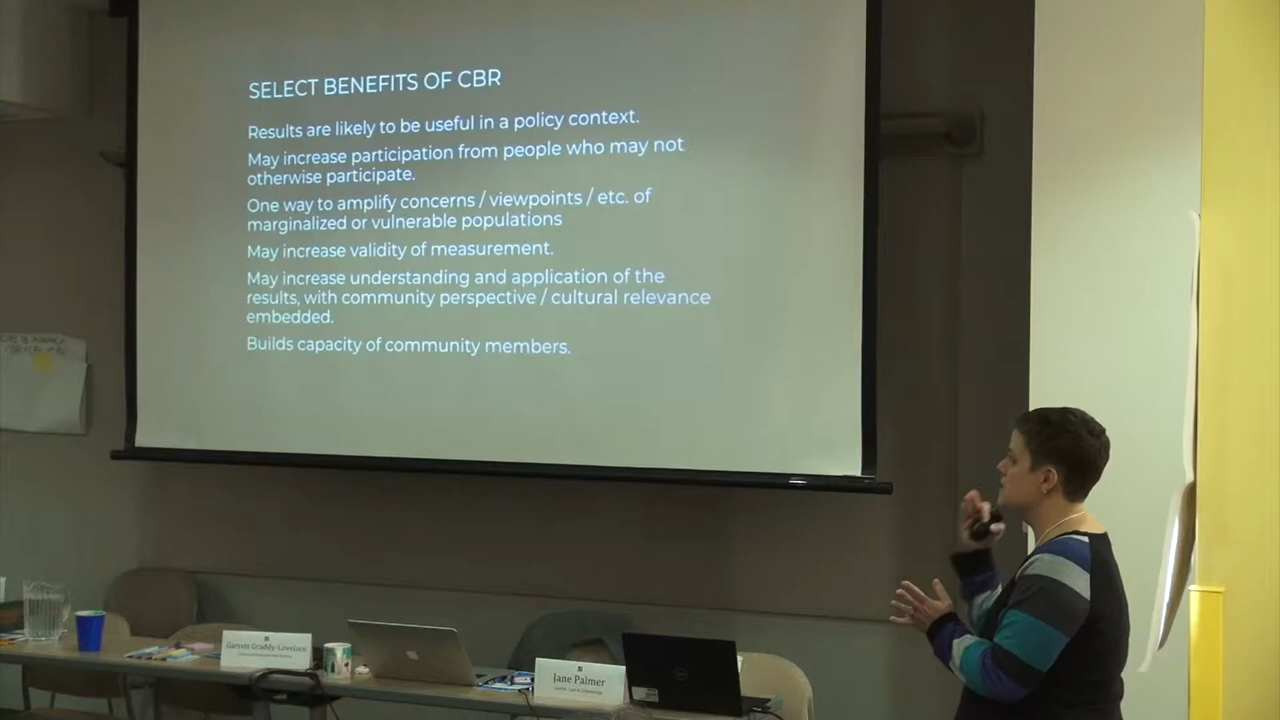 SELECT BENEFITS OF CBR
Results are likely to be useful in a policy context.
May increase participation from people who may not
otherwise participate.
One way to amplify concerns / viewpoints / etc. of
marginalized or vulnerable populations
May increase validity of measurement.
May increase understanding and application of the
results, with community perspective / cultural relevance
embedded.
Builds capacity of community members.
Garrett Graddy-Lovelace
Jane Palmer
DELL